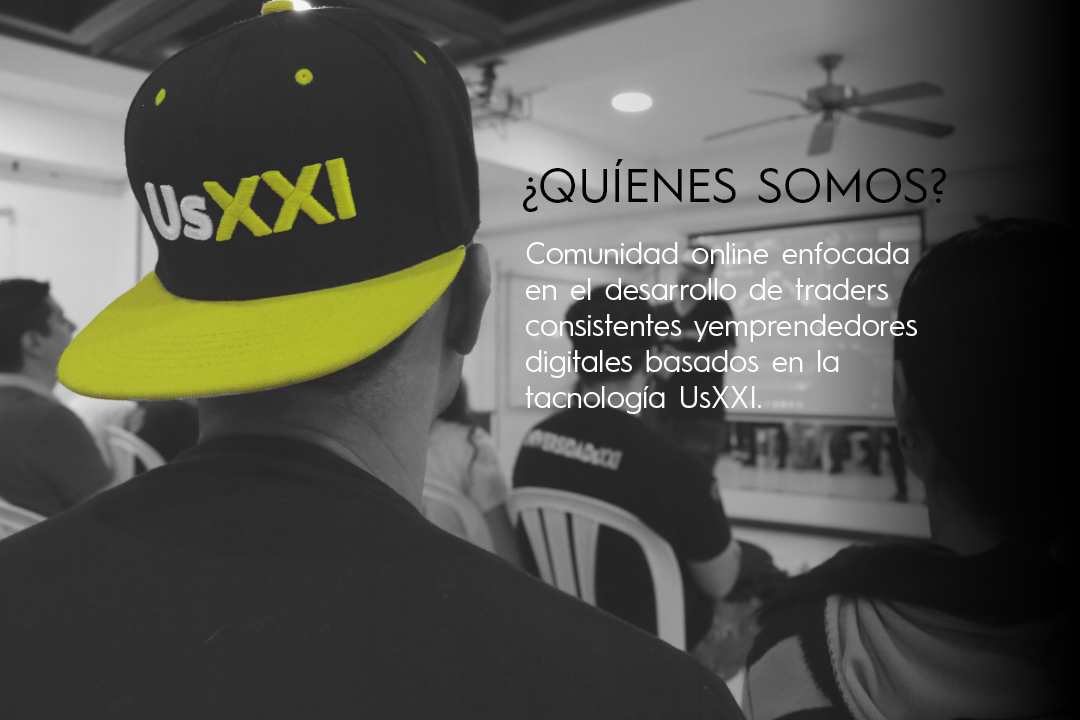 UsXXI
¿QUÍENES SOMOS?
Comunidad online enfocada
en el desarrollo de traders
consistentes yemprendedores
digitales basados en la
tacnología UsXXI.